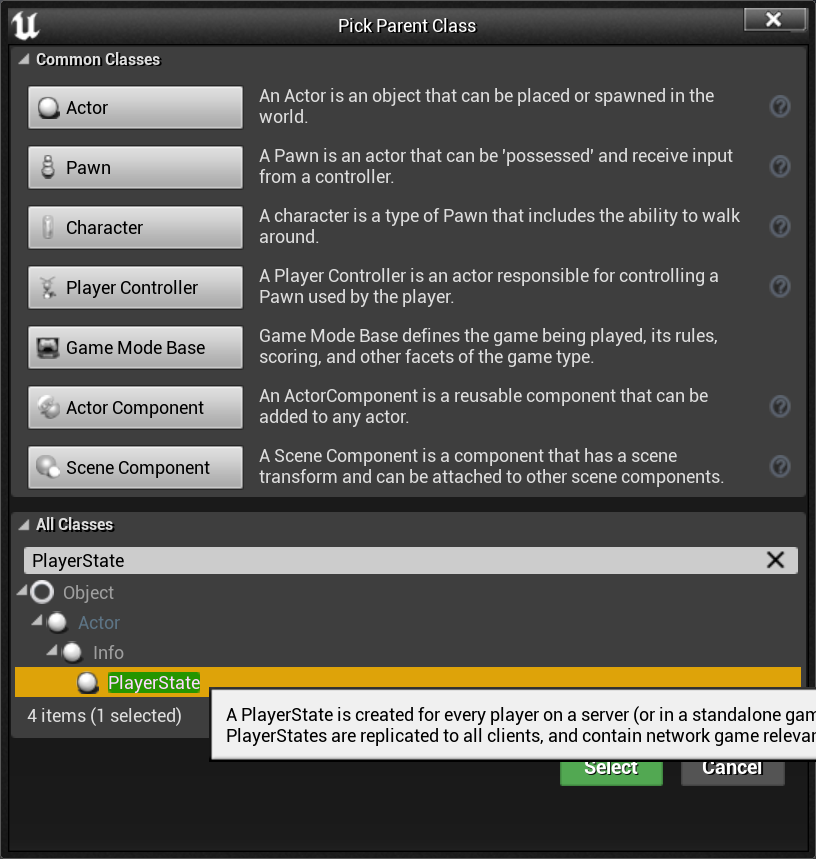 Pick Parent Class
Common Classes
Actor
An Actor is an object that can be placed or spawned in the
world.
Pawn
A Pawn is an actor that can be 'possessed' and receive input
from a controller.
Character
A character is a type of Pawn that includes the ability to walk
around.
Player Controller
A Player Controller is an actor responsible for controlling a
Pawn used by the player.
Game Mode Base
Game Mode Base defines the game being played, its rules,
scoring, and other facets of the game type.
Actor Component
An ActorComponent is a reusable component that can be
added to any actor.
Scene Component
A Scene Component is a component that has a scene
transform and can be attached to other scene components.
All Classes
PlayerState
Object
Actor
Info
PlayerState
4 items (1 selected)
A PlayerState is created for every player on a server (or in a standalone
PlayerStates are replicated to all clients, and contain network game
Select
Cancel